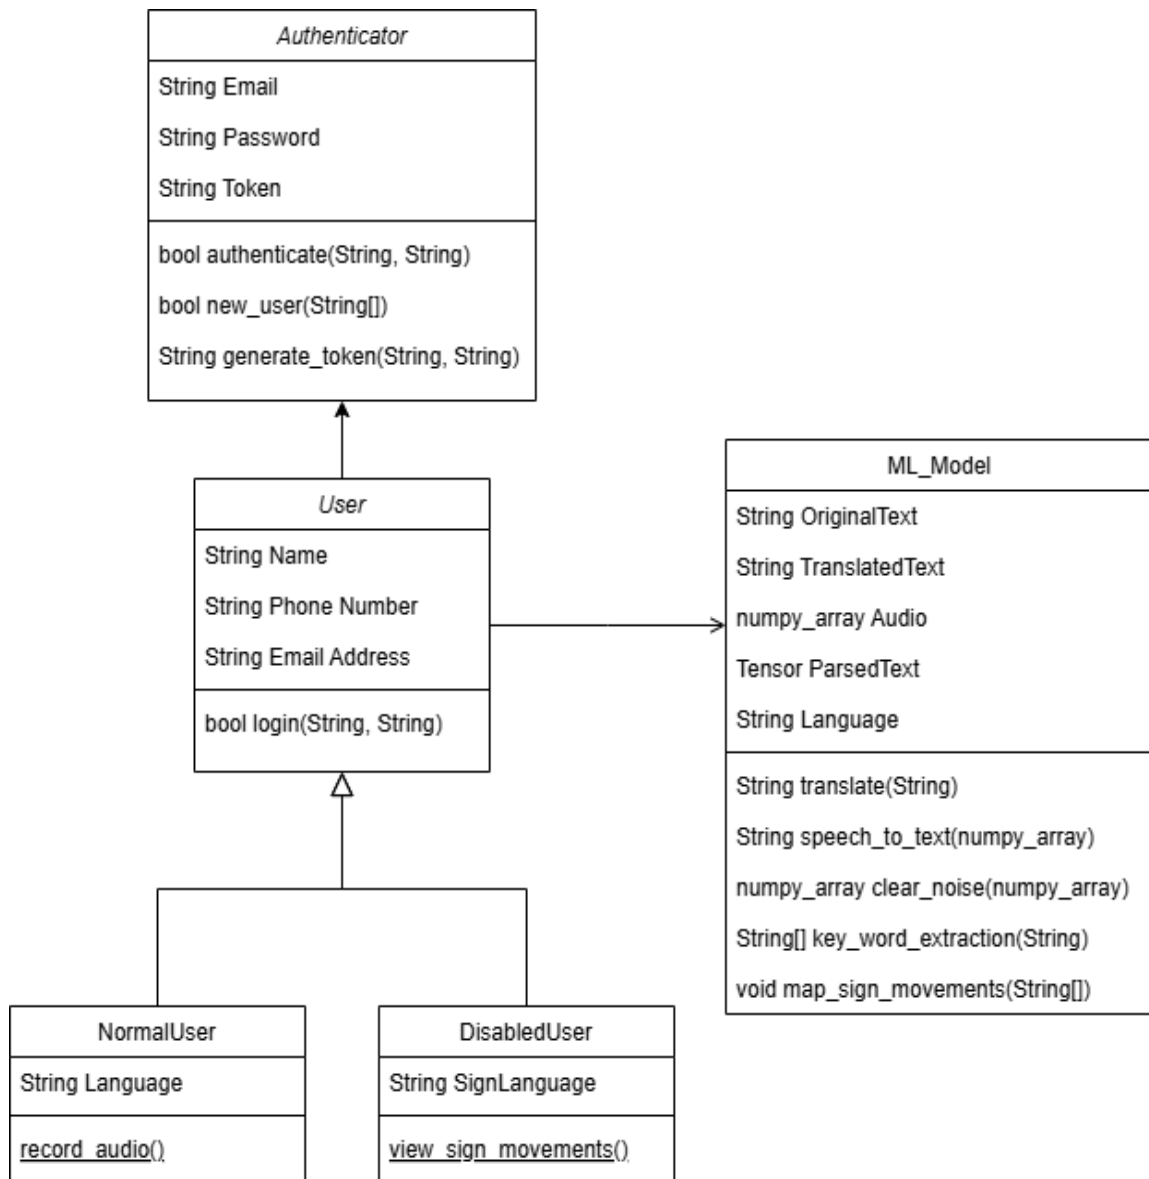 Authenticator
String Email
String Password
String Token
bool authenticate(String, String)
bool new_user(String[])
String generate_token(String, String)
User
String Name
String Phone Number
String Email Address
bool login(String, String)
ML_Model
String OriginalText
String TranslatedText
numpy_array Audio
Tensor ParsedText
String Language
String translate(String)
String speech_to_text(numpy_array)
numpy_array clear_noise(numpy_array)
String[] key_word_extraction(String)
void map_sign_movements(String[])
NormalUser
String Language
record_audio()
DisabledUser
String SignLanguage
view_sign_movements()